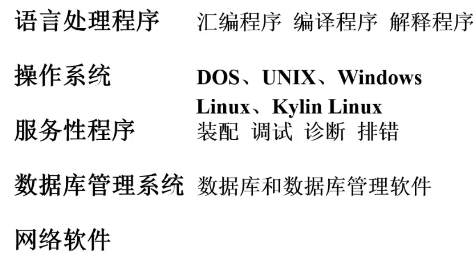 语言处理程序 汇编程序 编译程序 解释程序
操作系统 DOS、UNIX、Windows
Linux、Kylin Linux
服务性程序 装配 调试 诊断 排错
数据库管理系统 数据库和数据库管理软件
网络软件